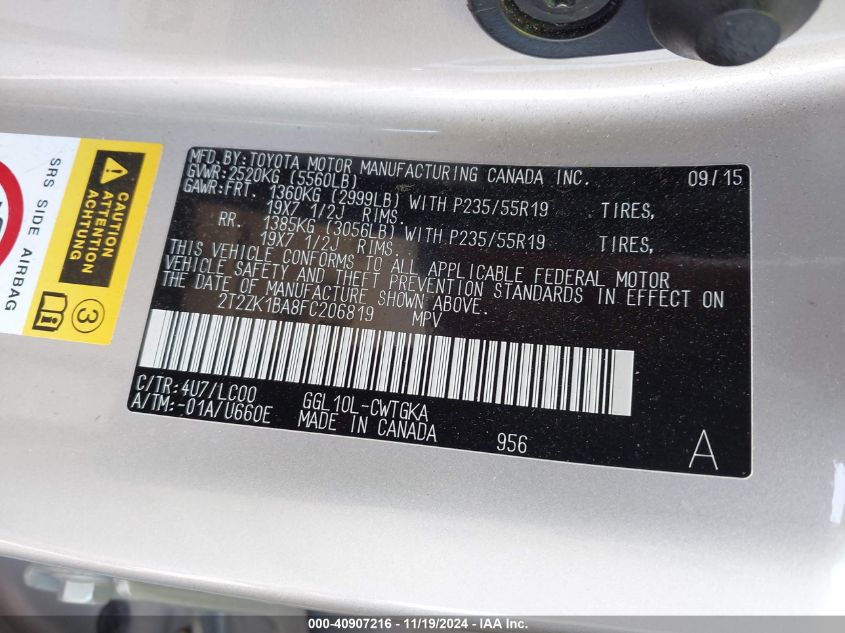 MFD.BY:TOYOTA MOTOR MANUFACTURING CANADA INC. 09/15
GVWR:2520KG (5560LB)
GAWR:FRT. 1360KG (2999LB) WITH P235/55R19 TIRES,
19X7 1/2J RIMS.
RR. 1385KG (3056LB) WITH P235/55R19 TIRES,
19X7 1/2J RIMS.
THIS VEHICLE CONFORMS TO ALL APPLICABLE FEDERAL MOTOR
VEHICLE SAFETY AND THEFT PREVENTION STANDARDS IN EFFECT ON
THE DATE OF MANUFACTURE SHOWN ABOVE.
2T2ZK1BA8FC206819 MPV
C/TR:4U7/LC00 GGL10L-CWTGKA
A/TM:-01A/U660E MADE IN CANADA 956
A
SRS SIDE AIRBAG
CAUTION
ACHTUNG
ATTENTION
3
000-40907216 - 11/19/2024 - IAA Inc.